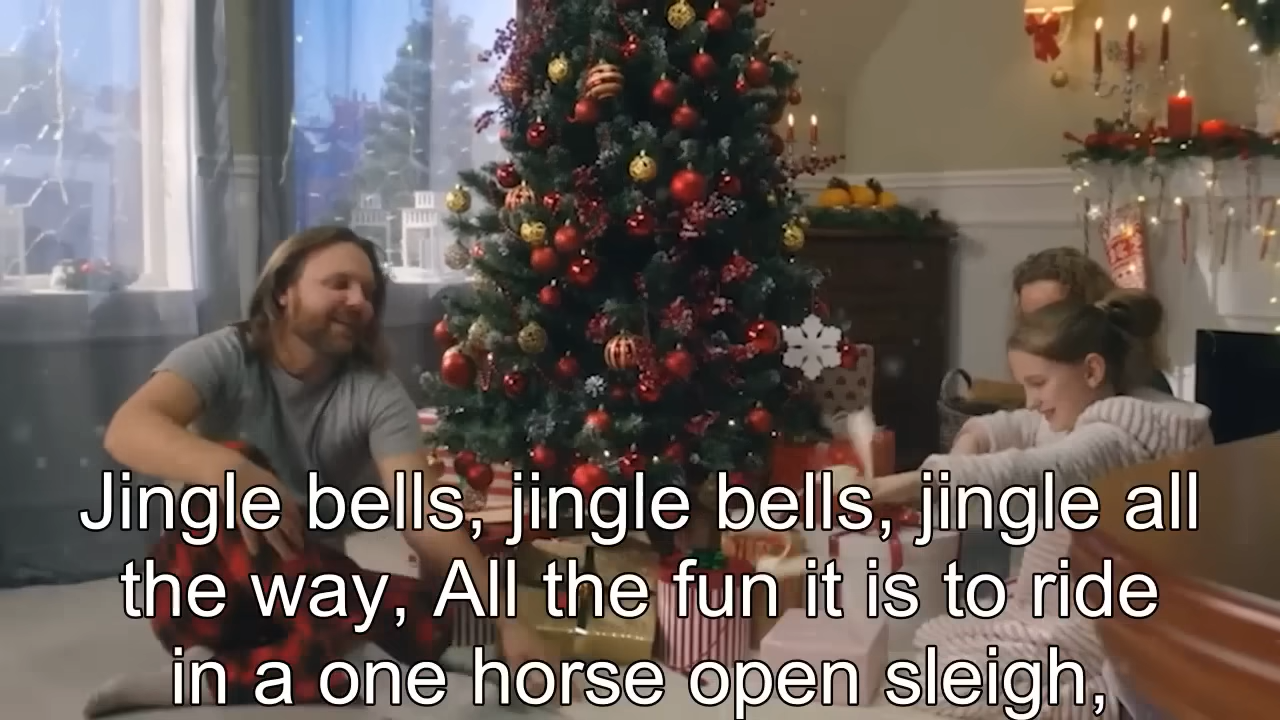 Jingle bells, jingle bells, jingle all
the way, All the fun it is to ride
in a one horse open sleigh,